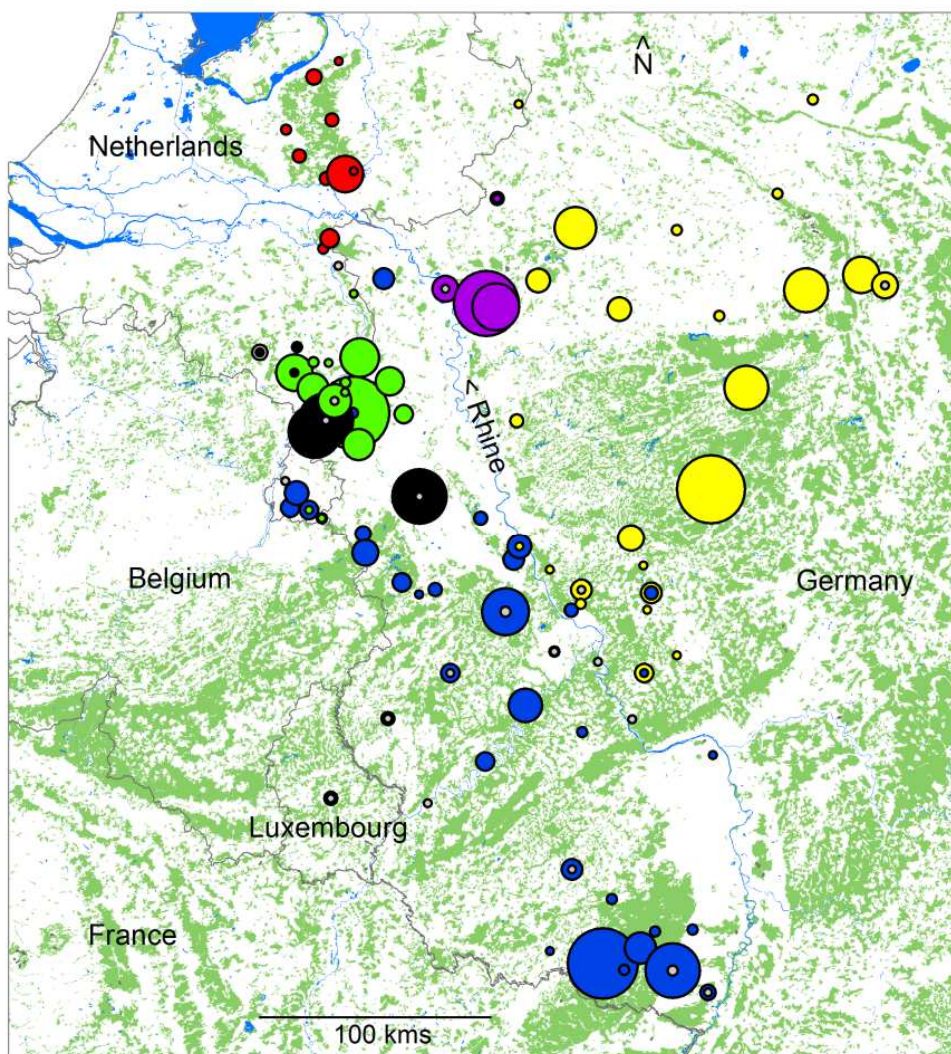 ^
N
Netherlands
< Rhine
Belgium
Germany
Luxembourg
France
100 kms